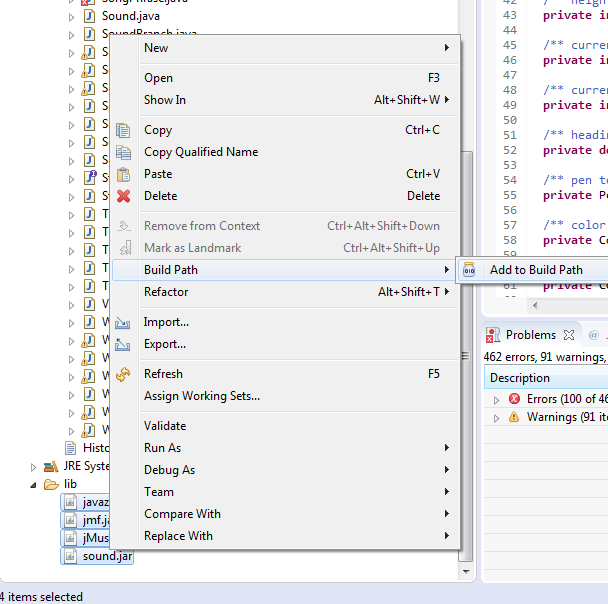 Sound.java
SoundBranch.java
New
Open F3
Show In Alt+Shift+W
Copy Ctrl+C
Copy Qualified Name
Paste Ctrl+V
Delete Delete
Remove from Context Ctrl+Alt+Shift+Down
Mark as Landmark Ctrl+Alt+Shift+Up
Build Path
Refactor Alt+Shift+T
Import...
Export...
Refresh F5
Assign Working Sets...
Validate
Run As
Debug As
Team
Compare With
Replace With
Add to Build Path
Histo
JRE Syste
lib
javaz
jmf.ja
jMus
sound.jar
4 items selected
42
43 private in
44
45 /** curren
46 private in
47
48 /** curren
49 private in
50
51 /** headin
52 private do
53
54 /** pen to
55 private Pe
56
57 /** color
58 private Co
59
private Co
Problems @
462 errors, 91 warnings,
Description
Errors (100 of 46
Warnings (91 ite